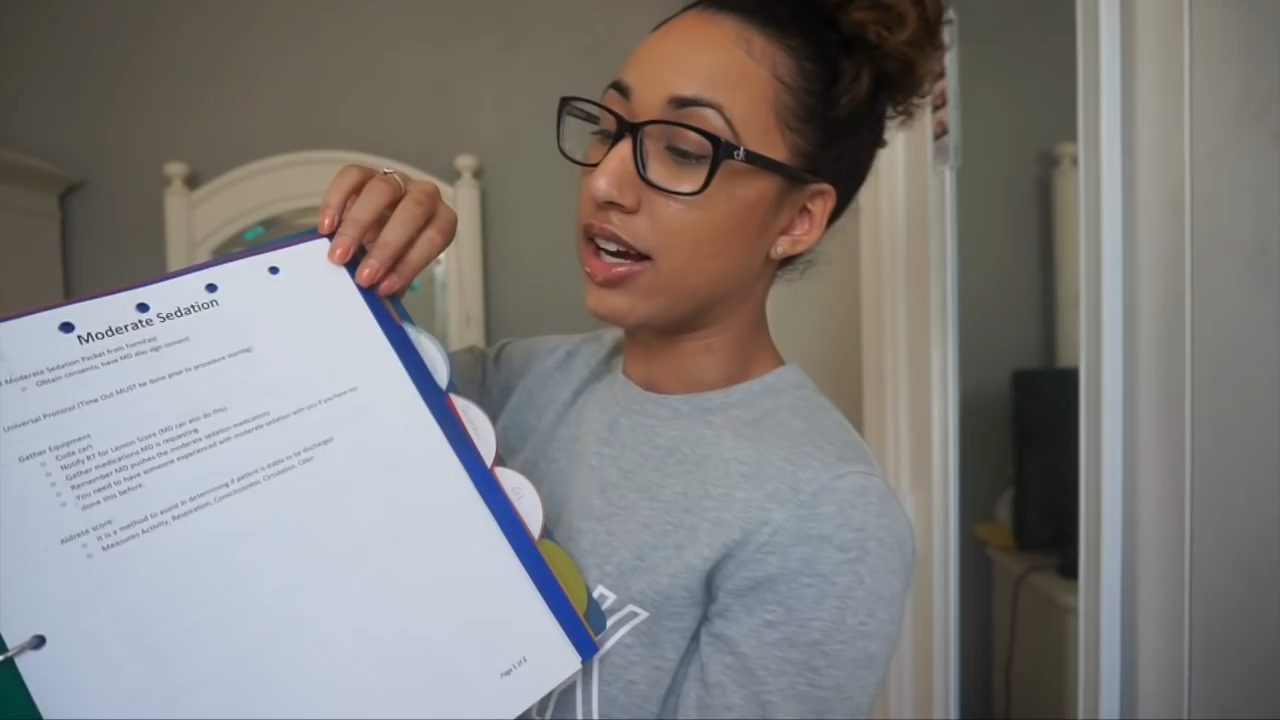 Moderate Sedation
Moderate Sedation Packet from FormFast
Obtain consents, have MD also sign consent
Universal Protocol (Time Out MUST be done prior to procedure starting)
Gather Equipment
Code cart
Notify RT for Lemon Score (MD can also do this)
Gather medications MD is requesting
Remember MD pushes the moderate sedation medications
You need to have someone experienced with moderate sedation with you if you have not
done this before.
Aldrete score:
It is a method to assist in determining if patient is stable to be discharged
Measures Activity, Respiration, Consciousness, Circulation, Color
Page 1 of 2
GI
dk